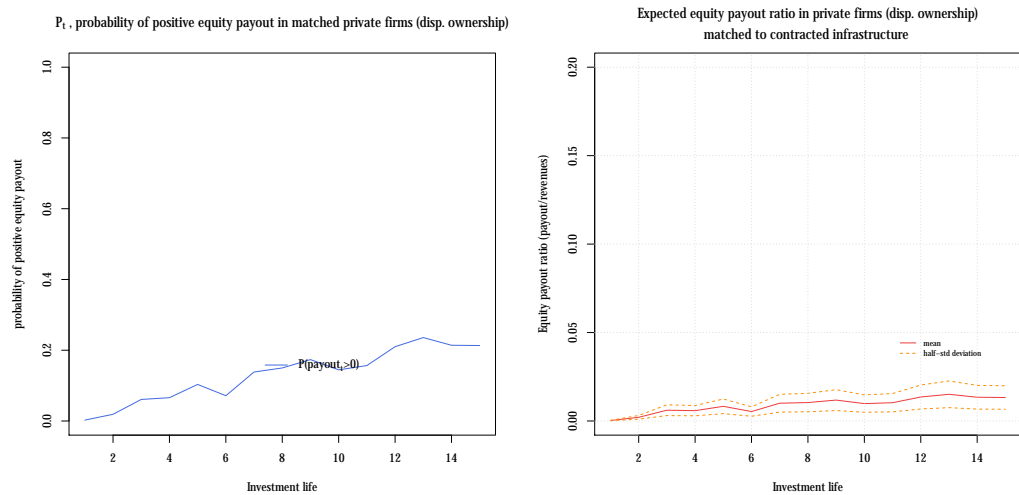 P t , probability of positive equity payout in matched private firms (disp. ownership)
probability of positive equity payout
1.0
0.8
0.6
0.4
0.2
0.0
P(payout_t>0)
2 4 6 8 10 12 14
Investment life
Expected equity payout ratio in private firms (disp. ownership)
matched to contracted infrastructure
Equity payout ratio (payout/revenues)
0.20
0.15
0.10
0.05
0.00
mean
half−std deviation
2 4 6 8 10 12 14
Investment life